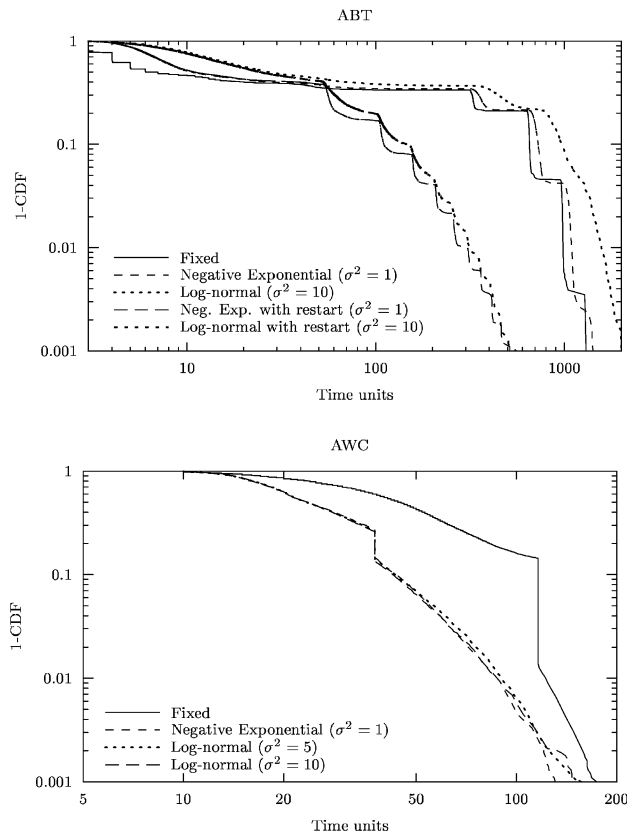 ABT
1
0.1
0.01
0.001
1-CDF
Fixed
Negative Exponential (σ² = 1)
Log-normal (σ² = 10)
Neg. Exp. with restart (σ² = 1)
Log-normal with restart (σ² = 10)
10 100 1000
Time units
AWC
1
0.1
0.01
0.001
1-CDF
Fixed
Negative Exponential (σ² = 1)
Log-normal (σ² = 5)
Log-normal (σ² = 10)
5 10 20 50 100 200
Time units